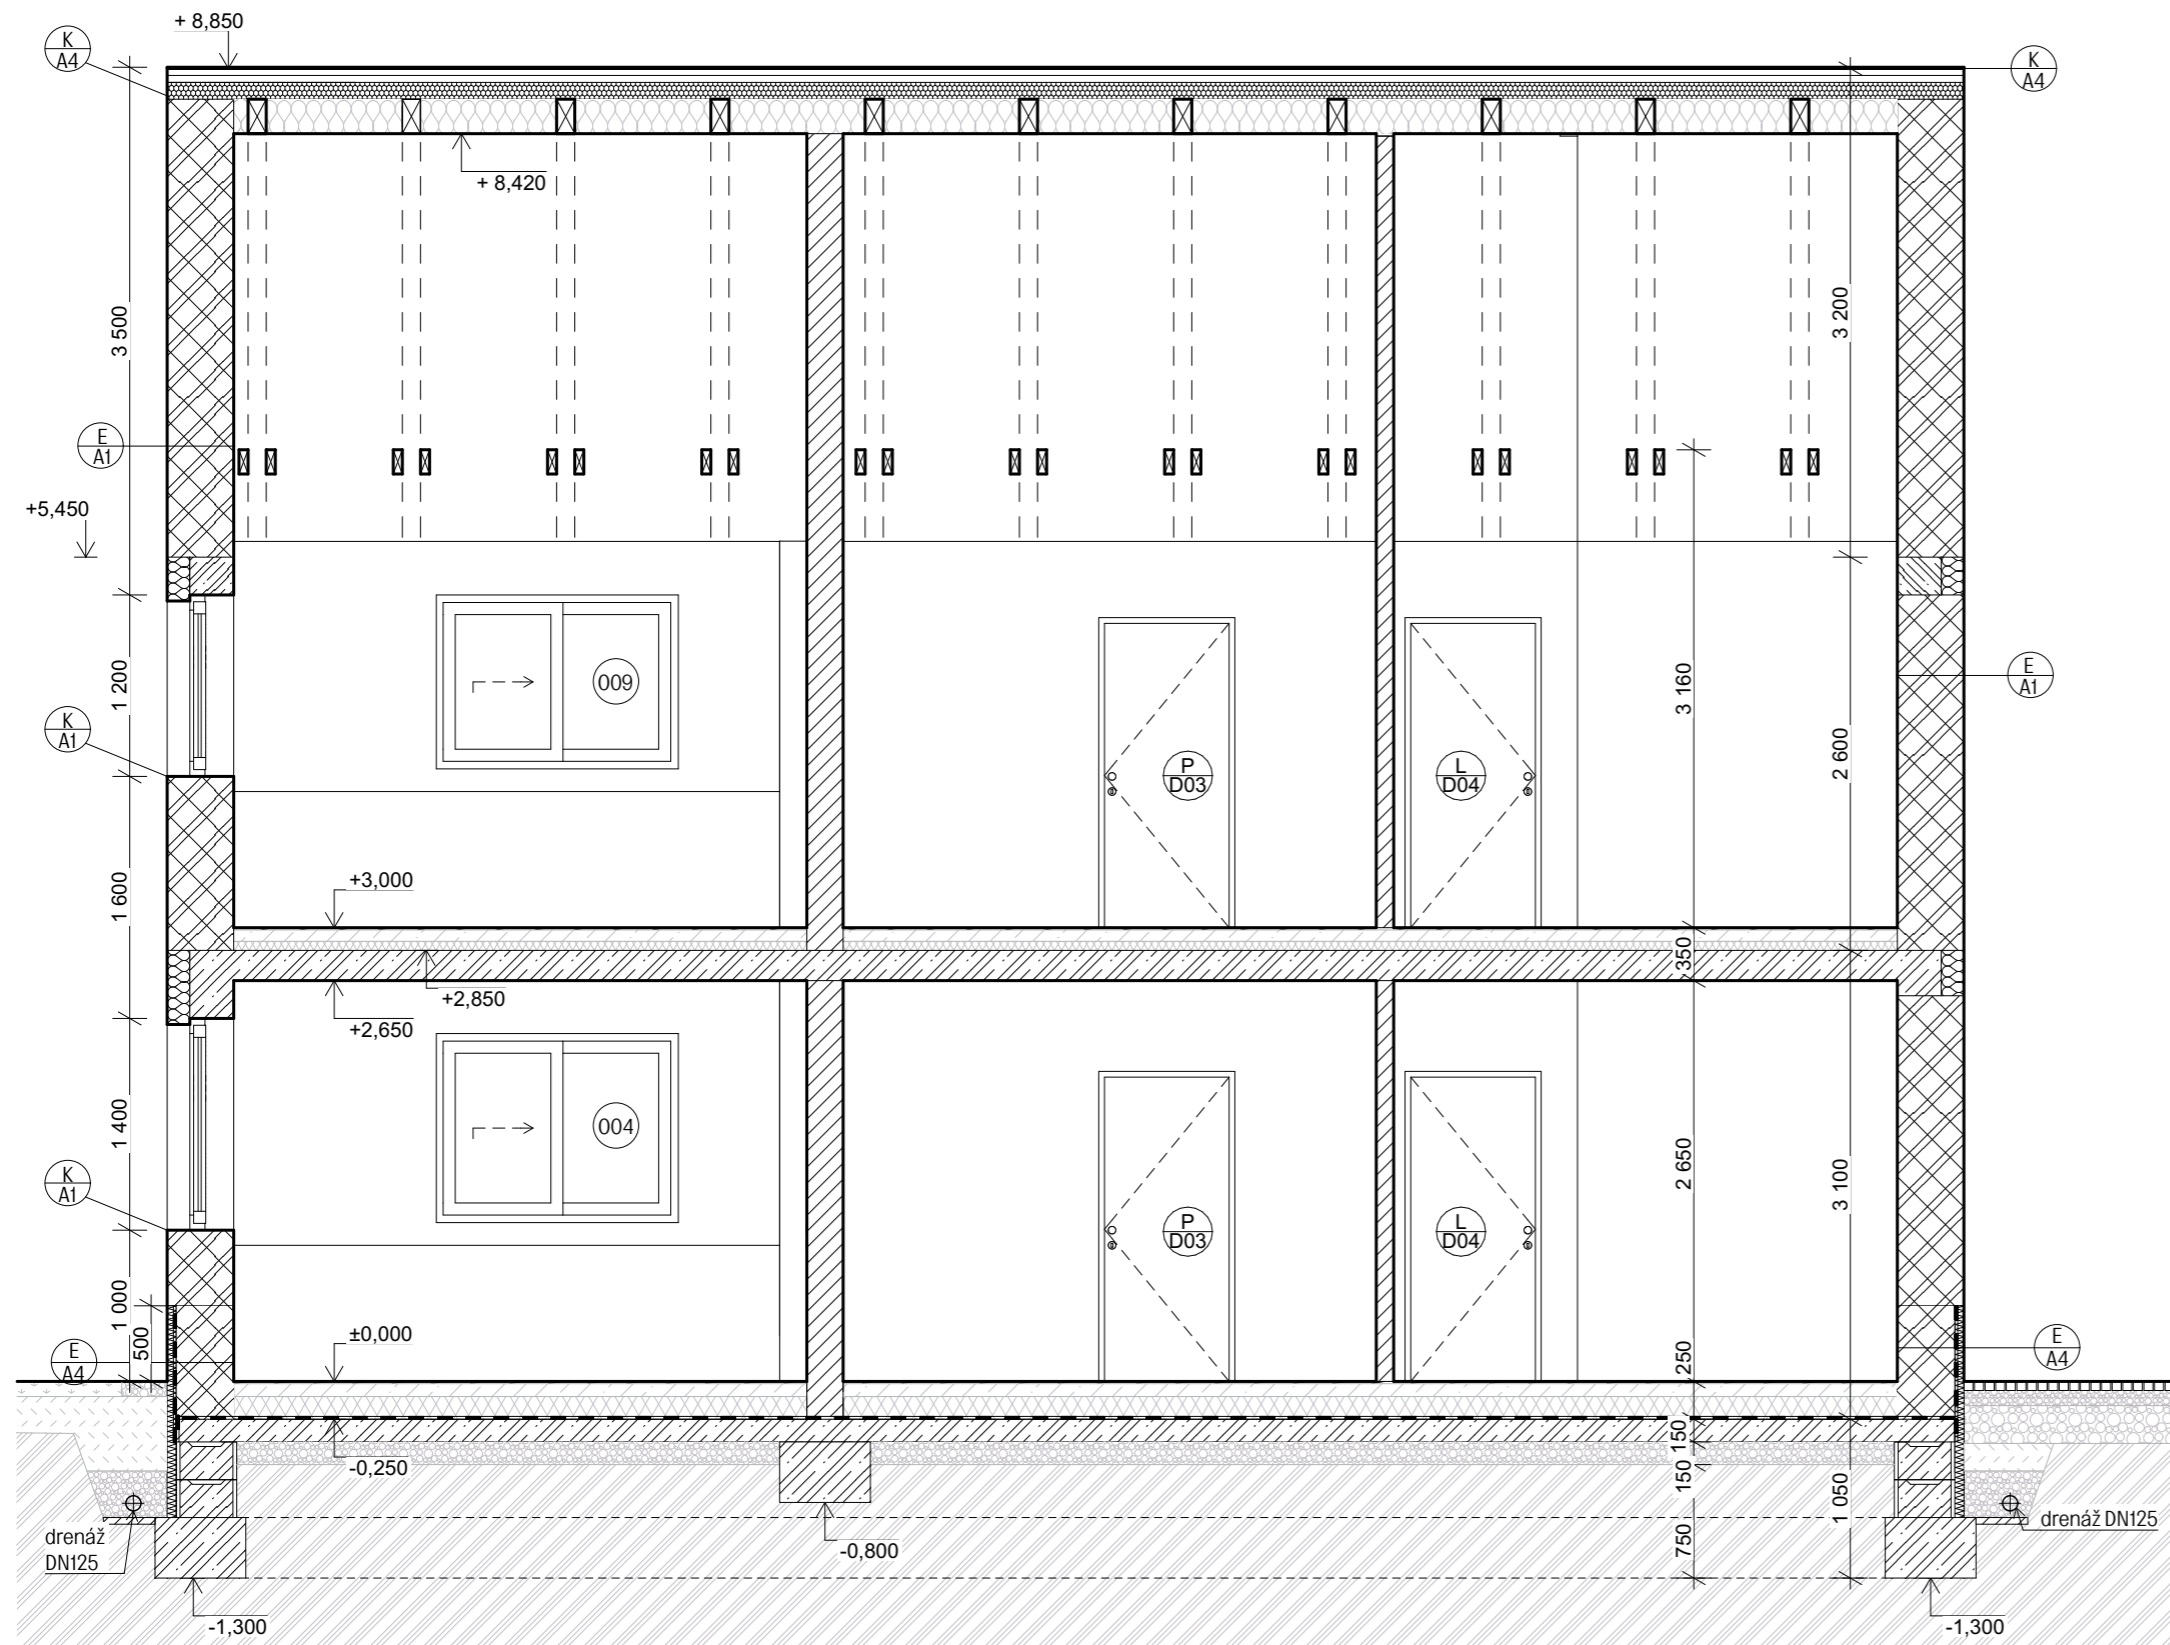 + 8,850
K
A4
K
A4
+ 8,420
3 500
3 200
E
A1
+5,450
1 200
009
3 160
E
A1
K
A1
P
D03
L
D04
2 600
+3,000
1 600
350
+2,850
+2,650
1 400
004
2 650
3 100
K
A1
P
D03
L
D04
1 000
500
±0,000
E
A4
E
A4
250
-0,250
150
150
1 050
drenáž
DN125
drenáž DN125
-0,800
750
-1,300
-1,300